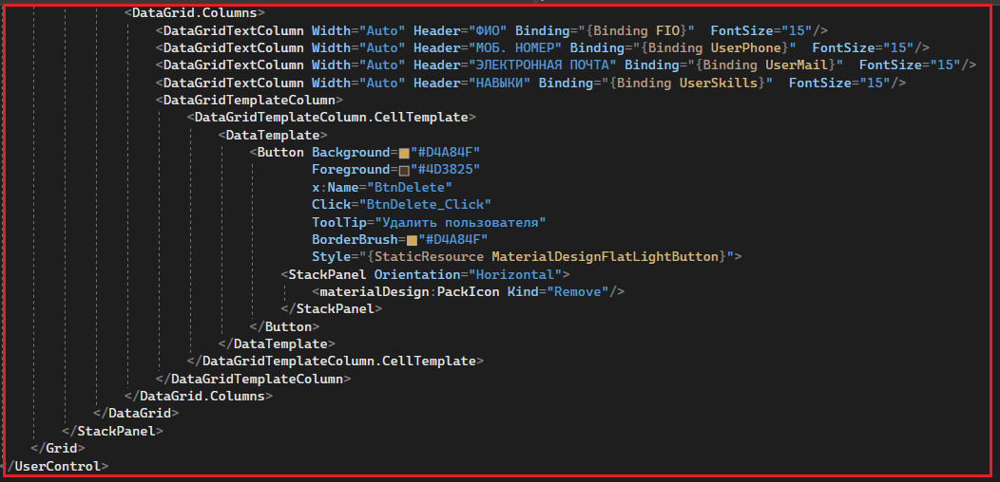 <DataGrid.Columns>
<DataGridTextColumn Width="Auto" Header="ФИО" Binding="{Binding FIO}"  FontSize="15"/>
<DataGridTextColumn Width="Auto" Header="МОБ. НОМЕР" Binding="{Binding UserPhone}"  FontSize="15"/>
<DataGridTextColumn Width="Auto" Header="ЭЛЕКТРОННАЯ ПОЧТА" Binding="{Binding UserMail}"  FontSize="15"/>
<DataGridTextColumn Width="Auto" Header="НАВЫКИ" Binding="{Binding UserSkills}"  FontSize="15"/>
<DataGridTemplateColumn>
<DataGridTemplateColumn.CellTemplate>
<DataTemplate>
<Button Background="#D4A84F"
Foreground="#4D3825"
x:Name="BtnDelete"
Click="BtnDelete_Click"
ToolTip="Удалить пользователя"
BorderBrush="#D4A84F"
Style="{StaticResource MaterialDesignFlatLightButton}">
<StackPanel Orientation="Horizontal">
<materialDesign:PackIcon Kind="Remove"/>
</StackPanel>
</Button>
</DataTemplate>
</DataGridTemplateColumn.CellTemplate>
</DataGridTemplateColumn>
</DataGrid.Columns>
</DataGrid>
</StackPanel>
</Grid>
</UserControl>